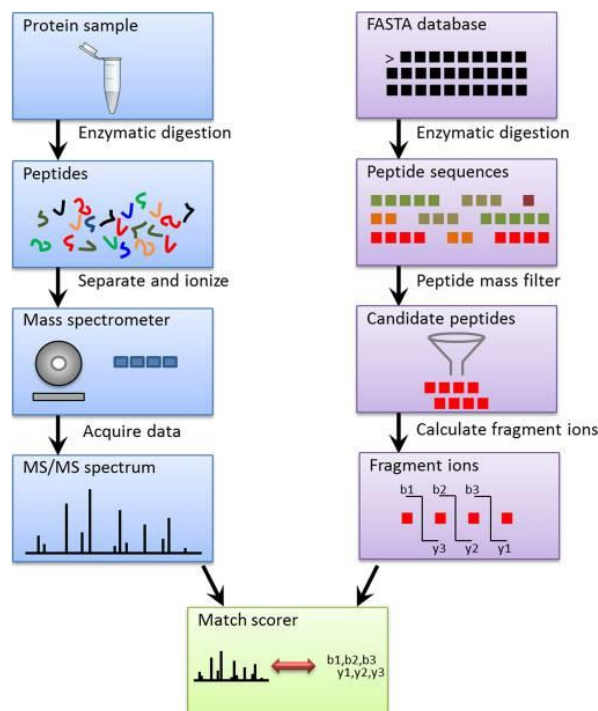 Protein sample
Enzymatic digestion
Peptides
Separate and ionize
Mass spectrometer
Acquire data
MS/MS spectrum
FASTA database
>
Enzymatic digestion
Peptide sequences
Peptide mass filter
Candidate peptides
Calculate fragment ions
Fragment ions
b1 b2 b3
y3 y2 y1
Match scorer
b1,b2,b3
y1,y2,y3